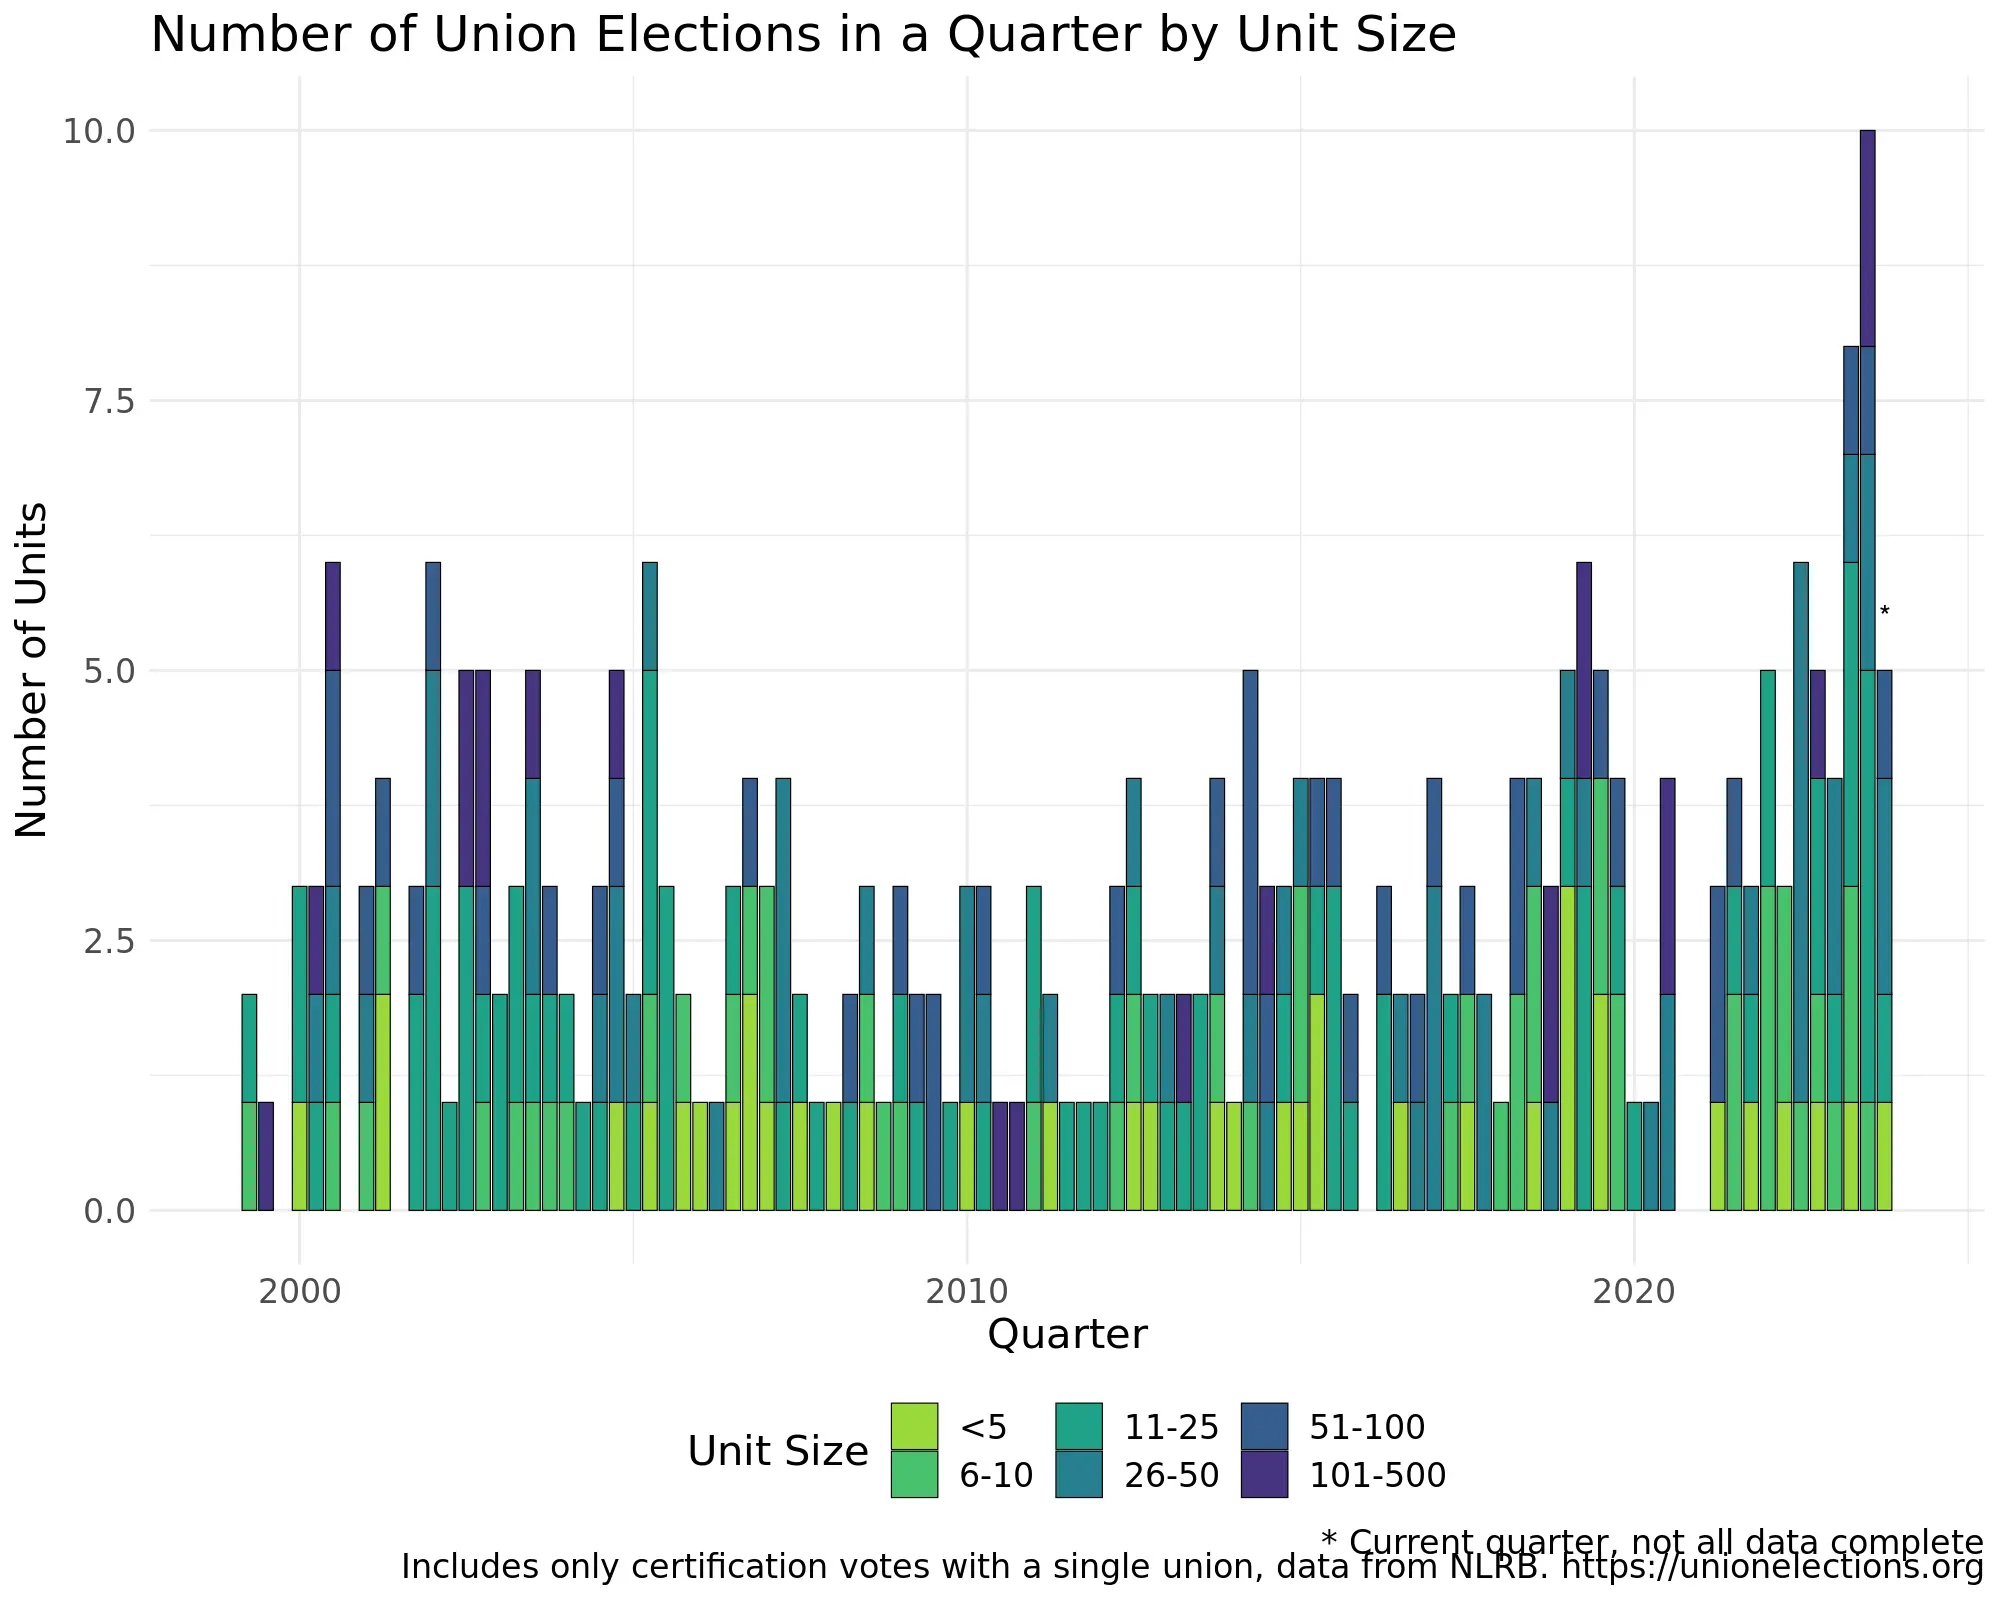 Number of Union Elections in a Quarter by Unit Size
10.0
7.5
5.0
2.5
0.0
Number of Units
2000 2010 2020
Quarter
Unit Size
<5 11-25 51-100
6-10 26-50 101-500
*
* Current quarter, not all data complete
Includes only certification votes with a single union, data from NLRB. https://unionelections.org